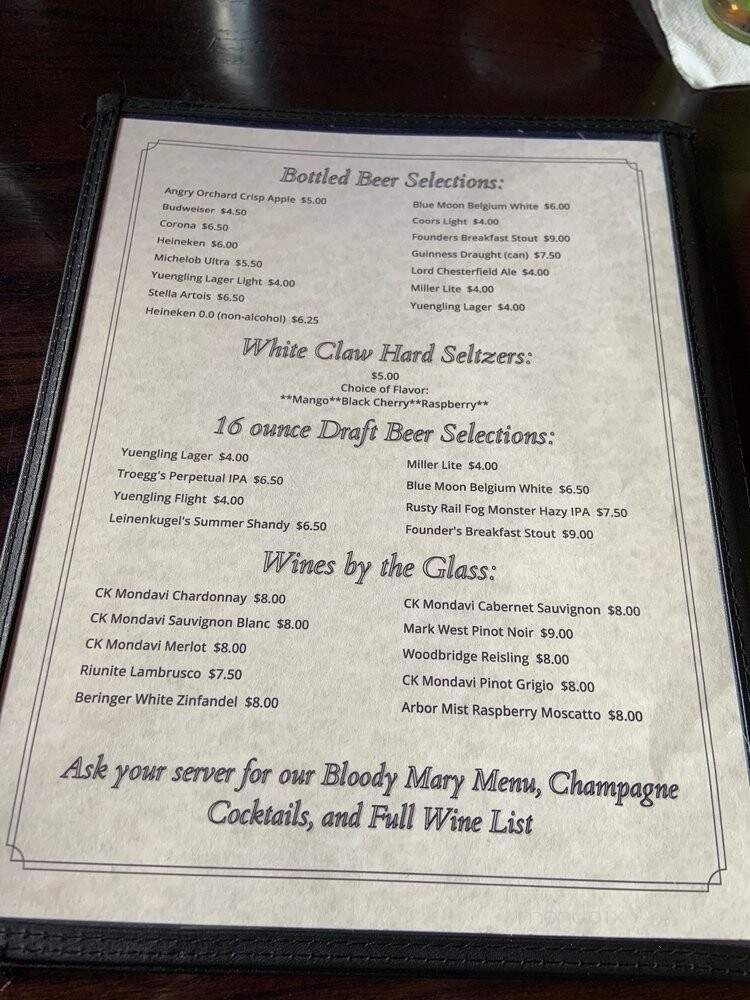 Bottled Beer Selections:
Angry Orchard Crisp Apple $5.00
Budweiser $4.50
Corona $6.50
Heineken $6.00
Michelob Ultra $5.50
Yuengling Lager Light $4.00
Stella Artois $6.50
Heineken 0.0 (non-alcohol) $6.25
Blue Moon Belgium White $6.00
Coors Light $4.00
Founders Breakfast Stout $9.00
Guinness Draught (can) $7.50
Lord Chesterfield Ale $4.00
Miller Lite $4.00
Yuengling Lager $4.00
White Claw Hard Seltzers:
$5.00
Choice of Flavor:
**Mango**Black Cherry**Raspberry**
16 ounce Draft Beer Selections:
Yuengling Lager $4.00
Troegg's Perpetual IPA $6.50
Yuengling Flight $4.00
Leinenkugel's Summer Shandy $6.50
Miller Lite $4.00
Blue Moon Belgium White $6.50
Rusty Rail Fog Monster Hazy IPA $7.50
Founder's Breakfast Stout $9.00
Wines by the Glass:
CK Mondavi Chardonnay $8.00
CK Mondavi Sauvignon Blanc $8.00
CK Mondavi Merlot $8.00
Riunite Lambrusco $7.50
Beringer White Zinfandel $8.00
CK Mondavi Cabernet Sauvignon $8.00
Mark West Pinot Noir $9.00
Woodbridge Reisling $8.00
CK Mondavi Pinot Grigio $8.00
Arbor Mist Raspberry Moscatto $8.00
Ask your server for our Bloody Mary Menu, Champagne
Cocktails, and Full Wine List